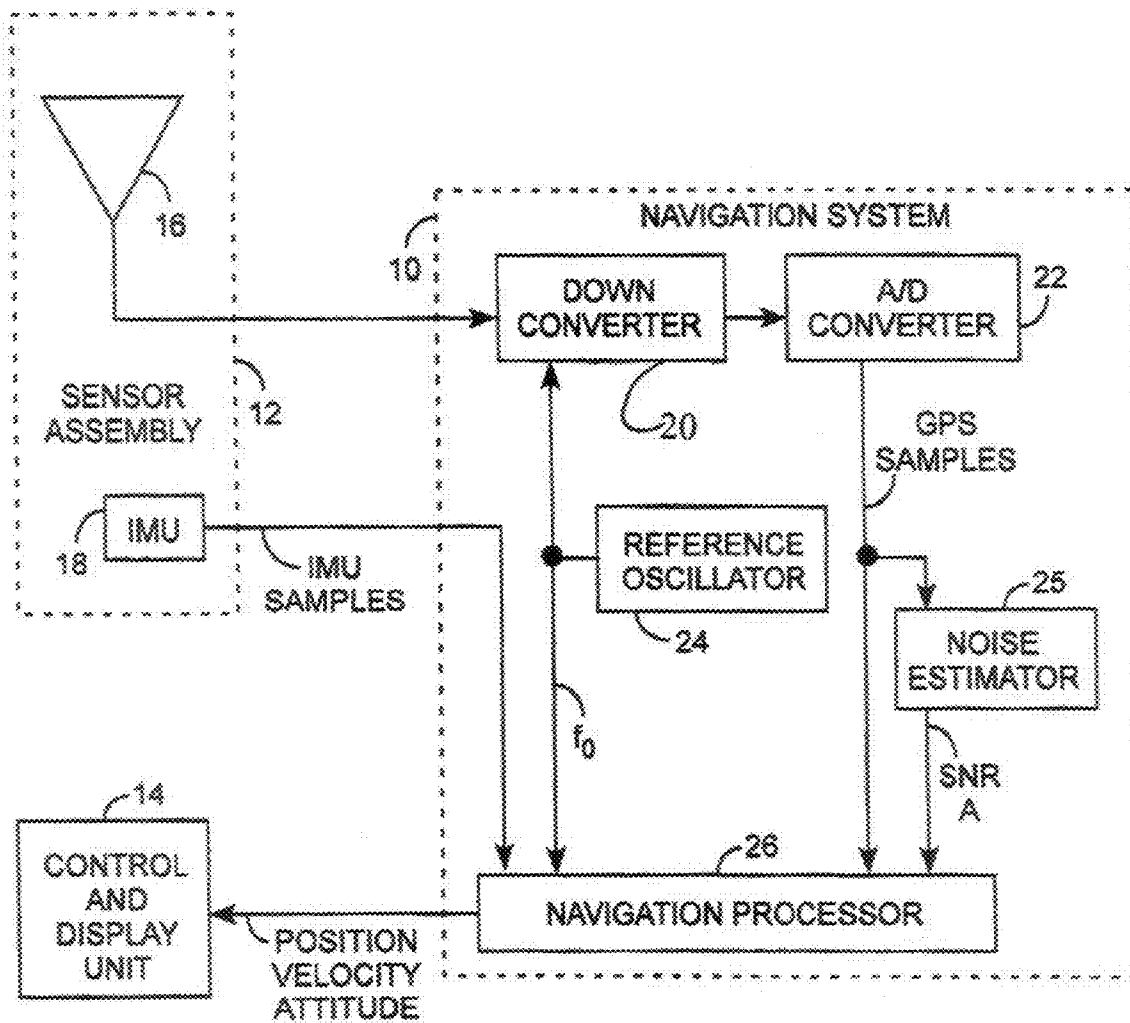 16
10
NAVIGATION SYSTEM
DOWN
CONVERTER
A/D
CONVERTER
22
SENSOR
ASSEMBLY
12
20
GPS
SAMPLES
18
IMU
IMU
SAMPLES
REFERENCE
OSCILLATOR
24
25
NOISE
ESTIMATOR
f0
SNR
A
14
CONTROL
AND
DISPLAY
UNIT
26
NAVIGATION PROCESSOR
POSITION
VELOCITY
ATTITUDE